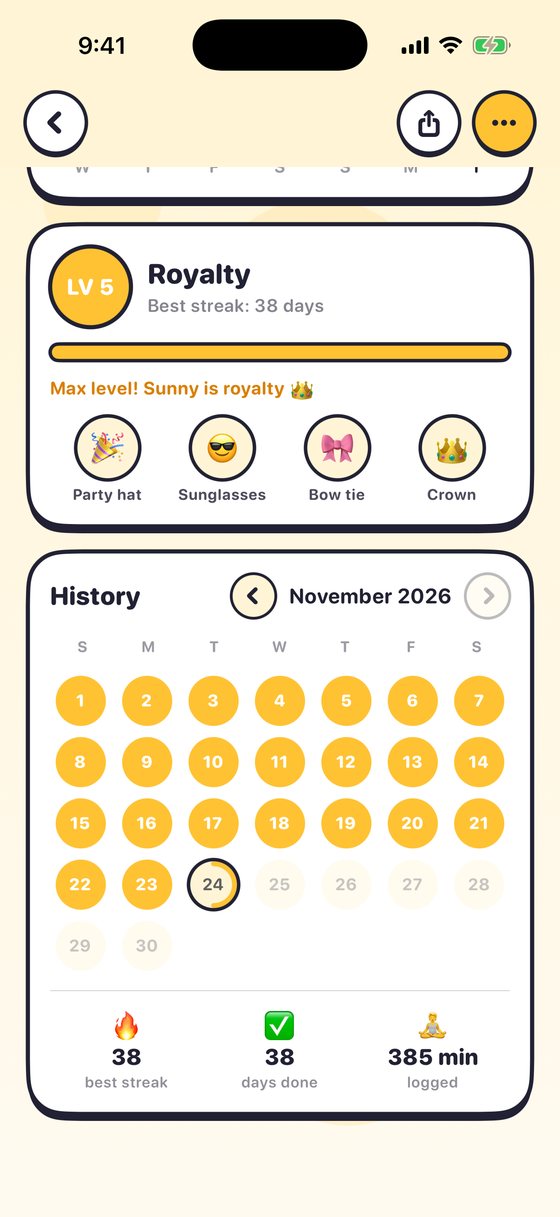 9:41
W T F S S M T
LV 5
Royalty
Best streak: 38 days
Max level! Sunny is royalty 👑
Party hat Sunglasses Bow tie Crown
History
November 2026
S M T W T F S
1 2 3 4 5 6 7
8 9 10 11 12 13 14
15 16 17 18 19 20 21
22 23 24 25 26 27 28
29 30
38 38 385 min
best streak days done logged